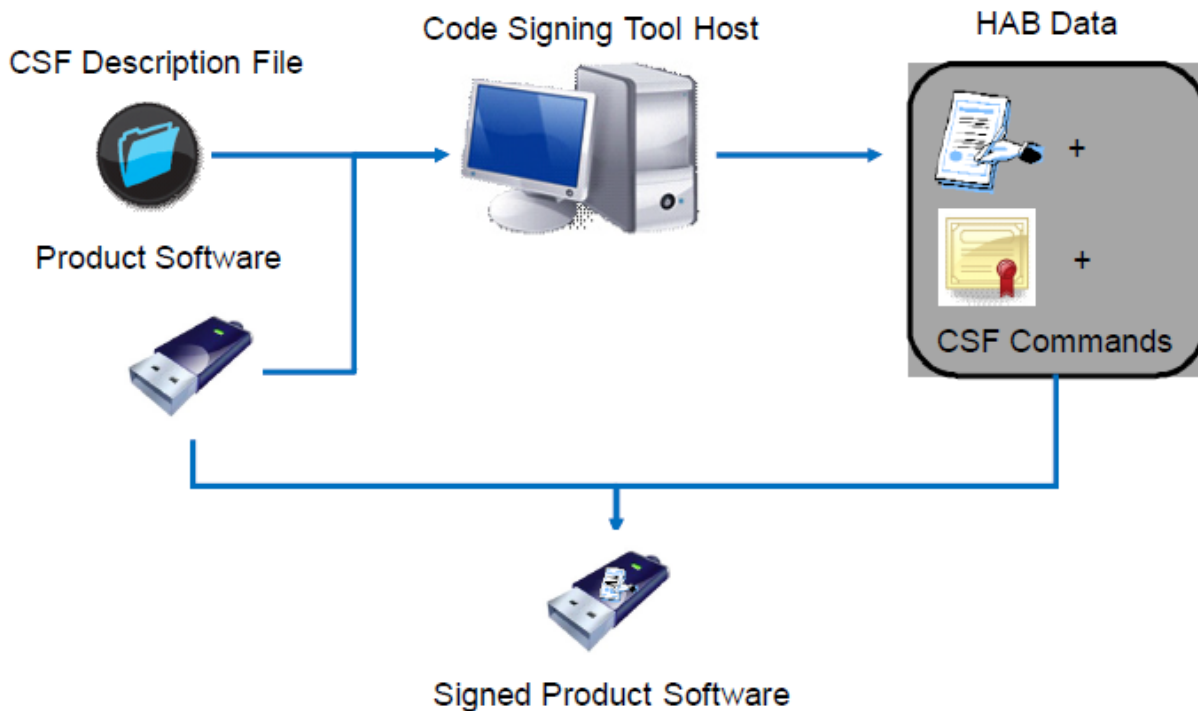 Code Signing Tool Host
HAB Data
CSF Description File
+
Product Software
+
CSF Commands
Signed Product Software